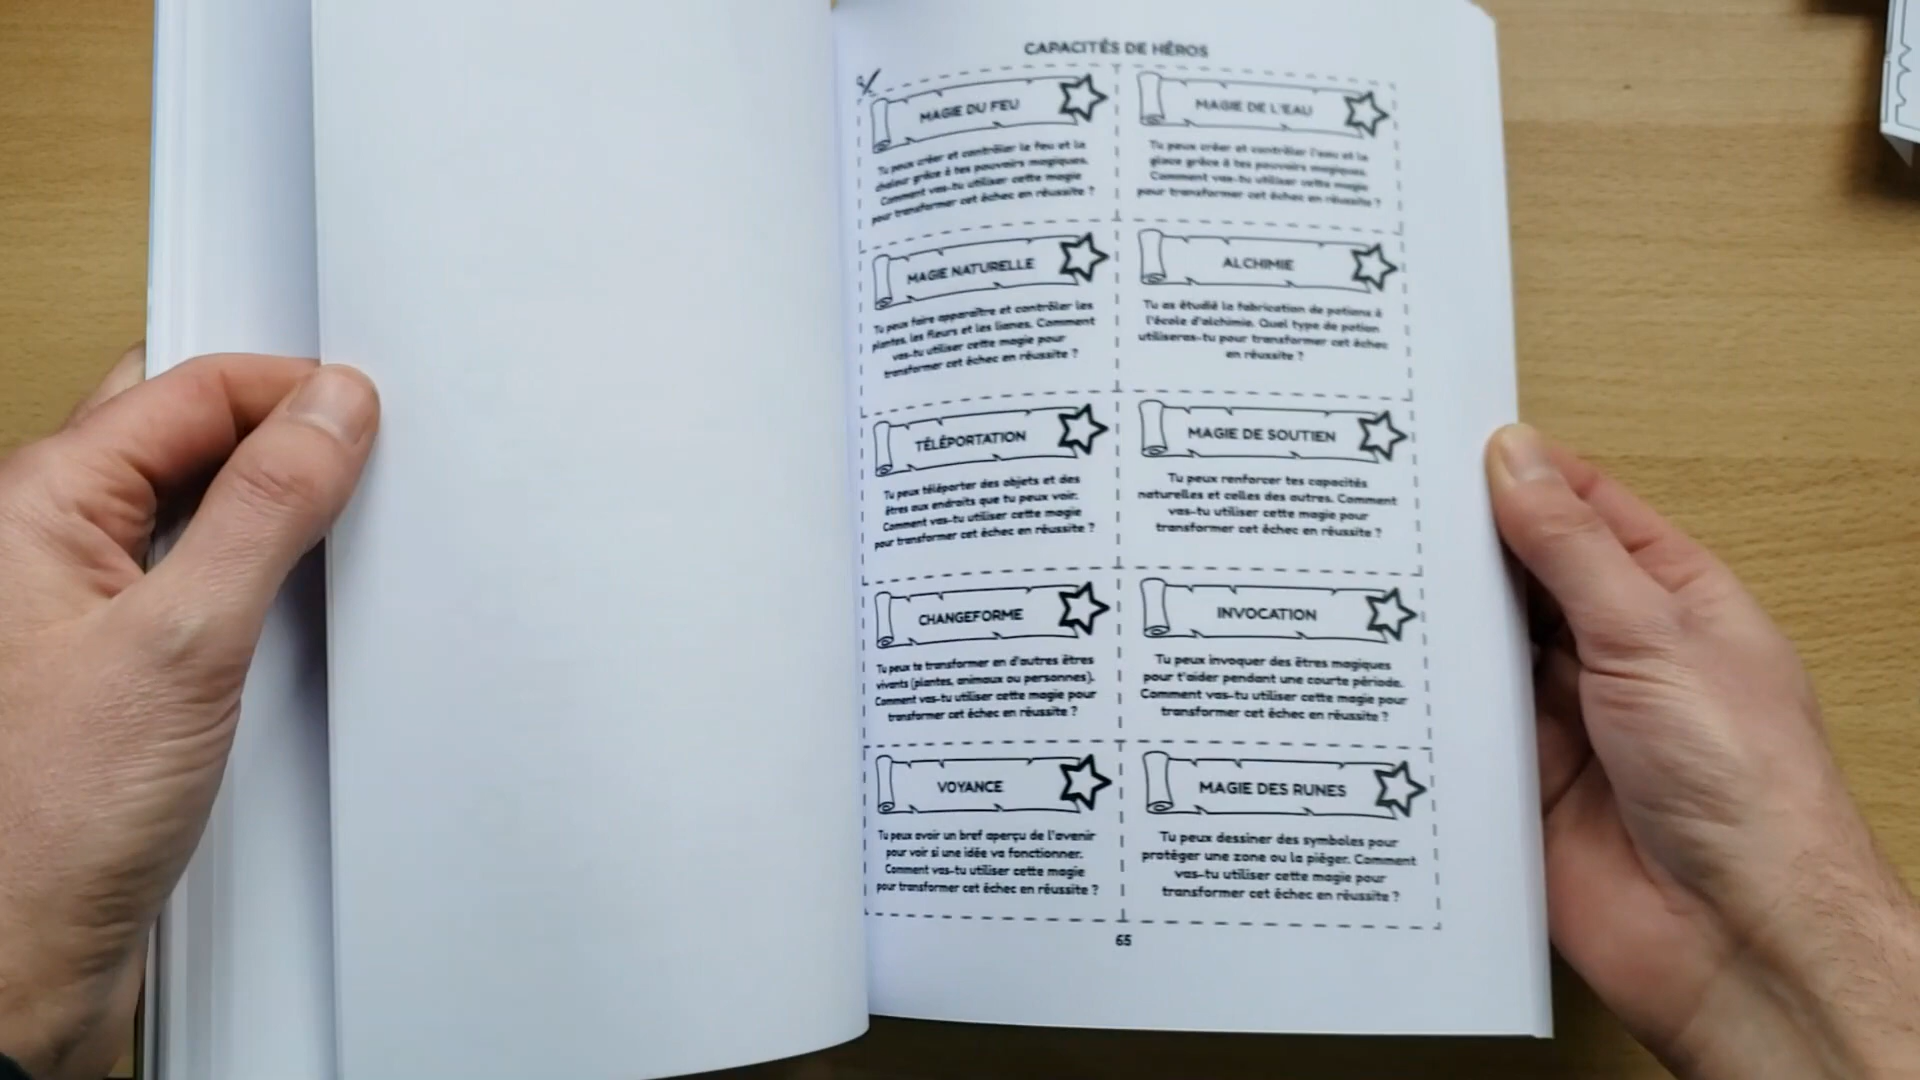 CAPACITÉS DE HÉROS
MAGIE DU FEU
Tu peux créer et contrôler le feu et la
chaleur grâce à tes pouvoirs magiques.
Comment vas-tu utiliser cette magie
pour transformer cet échec en réussite ?
MAGIE DE L'EAU
Tu peux créer et contrôler l'eau et la
glace grâce à tes pouvoirs magiques.
Comment vas-tu utiliser cette magie
pour transformer cet échec en réussite ?
MAGIE NATURELLE
Tu peux faire apparaître et contrôler les
plantes, les fleurs et les lianes. Comment
vas-tu utiliser cette magie pour
transformer cet échec en réussite ?
ALCHIMIE
Tu as étudié la fabrication de potions à
l'école d'alchimie. Quel type de potion
utiliseras-tu pour transformer cet échec
en réussite ?
TÉLÉPORTATION
Tu peux téléporter des objets et des
êtres aux endroits que tu peux voir.
Comment vas-tu utiliser cette magie
pour transformer cet échec en réussite ?
MAGIE DE SOUTIEN
Tu peux renforcer tes capacités
naturelles et celles des autres. Comment
vas-tu utiliser cette magie pour
transformer cet échec en réussite ?
CHANGEFORME
Tu peux te transformer en d'autres êtres
vivants (plantes, animaux ou personnes).
Comment vas-tu utiliser cette magie pour
transformer cet échec en réussite ?
INVOCATION
Tu peux invoquer des êtres magiques
pour t'aider pendant une courte période.
Comment vas-tu utiliser cette magie pour
transformer cet échec en réussite ?
VOYANCE
Tu peux avoir un bref aperçu de l'avenir
pour voir si une idée va fonctionner.
Comment vas-tu utiliser cette magie
pour transformer cet échec en réussite ?
MAGIE DES RUNES
Tu peux dessiner des symboles pour
protéger une zone ou la piéger. Comment
vas-tu utiliser cette magie pour
transformer cet échec en réussite ?
65